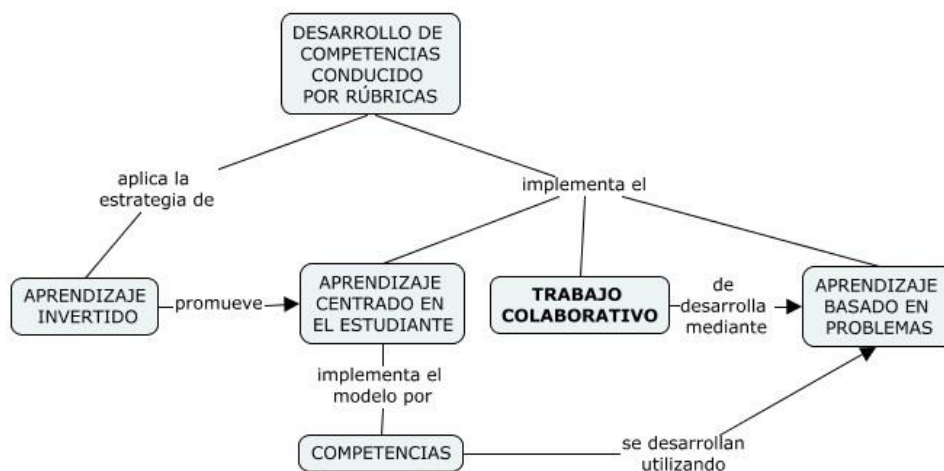 DESARROLLO DE
COMPETENCIAS
CONDUCIDO
POR RÚBRICAS
aplica la
estrategia de
implementa el
APRENDIZAJE
INVERTIDO
promueve
APRENDIZAJE
CENTRADO EN
EL ESTUDIANTE
TRABAJO
COLABORATIVO
de
desarrolla
mediante
APRENDIZAJE
BASADO EN
PROBLEMAS
implementa el
modelo por
COMPETENCIAS
se desarrollan
utilizando